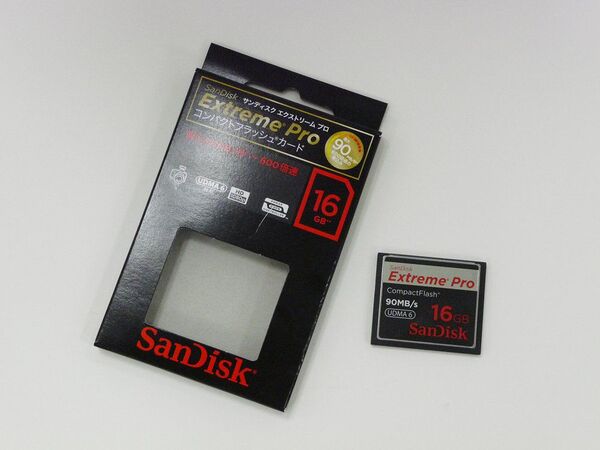 SanDisk サンディスク エクストリーム プロ
Extreme Pro
コンパクトフラッシュ®カード
90
600倍速
UDMA 6
HD
16
GB
SanDisk
SanDisk
Extreme Pro
CompactFlash®
90MB/s
UDMA 6
16GB
SanDisk